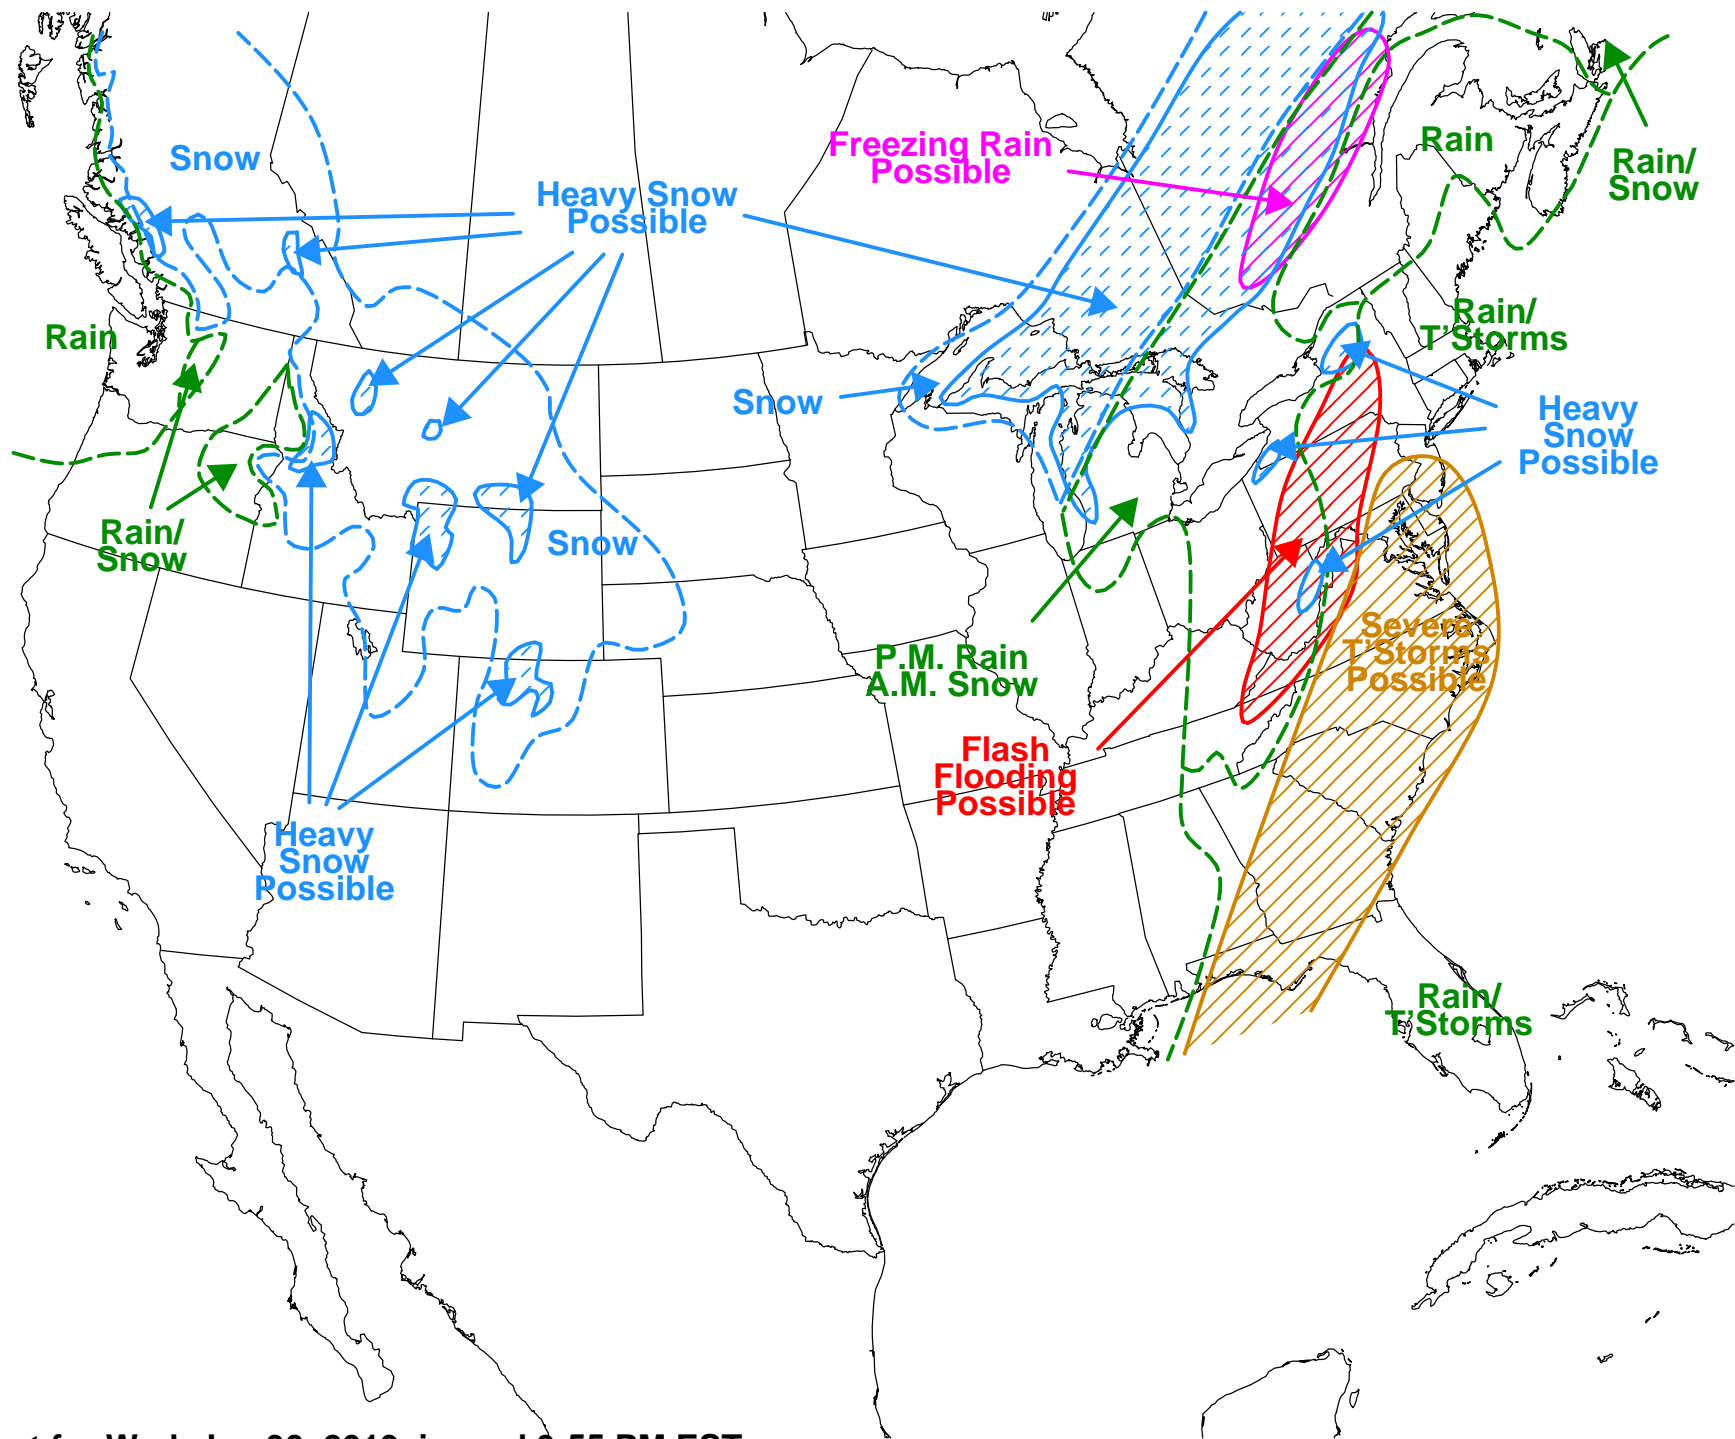 Snow
Freezing Rain
Possible
Rain
Rain/
Snow
Heavy Snow
Possible
Rain
Rain/
T'Storms
Snow
Heavy
Snow
Possible
Rain/
Snow
Snow
P.M. Rain
A.M. Snow
Severe
T'Storms
Possible
Flash
Flooding
Possible
Heavy
Snow
Possible
Rain/
T'Storms